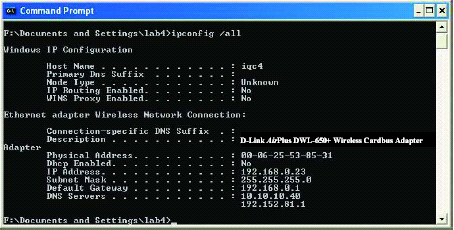 Command Prompt
F:\Documents and Settings\lab4>ipconfig /all
Windows IP Configuration
Host Name . . . . . . . . . . . . : iqc4
Primary Dns Suffix . . . . . . . :
Node Type . . . . . . . . . . . . : Unknown
IP Routing Enabled. . . . . . . . : No
WINS Proxy Enabled. . . . . . . . : No
Ethernet adapter Wireless Network Connection:
Connection-specific DNS Suffix . :
Description . . . . . . . . . . . : D-Link AirPlus DWL-650+ Wireless Cardbus Adapter
Adapter
Physical Address. . . . . . . . . : 00-06-25-53-85-31
Dhcp Enabled. . . . . . . . . . . : No
IP Address. . . . . . . . . . . . : 192.168.0.23
Subnet Mask . . . . . . . . . . . : 255.255.255.0
Default Gateway . . . . . . . . . : 192.168.0.1
DNS Servers . . . . . . . . . . . : 10.10.10.40
192.152.81.1
F:\Documents and Settings\lab4>_